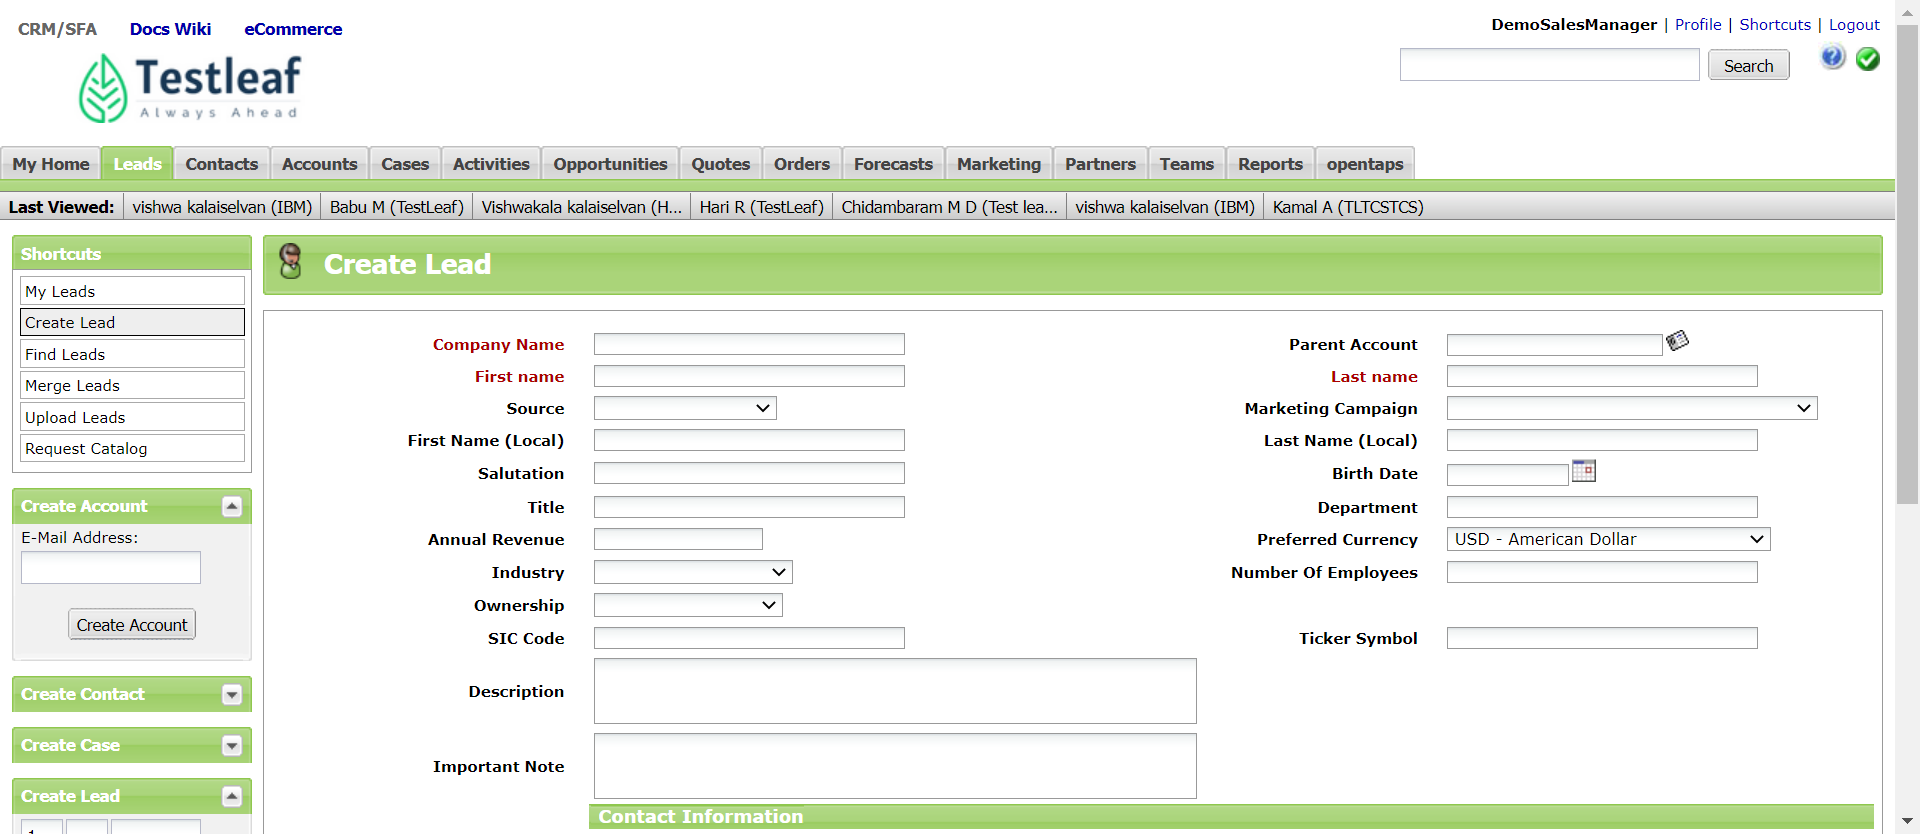 CRM/SFA Docs Wiki eCommerce
DemoSalesManager | Profile | Shortcuts | Logout
Testleaf
Always Ahead
Search
My Home Leads Contacts Accounts Cases Activities Opportunities Quotes Orders Forecasts Marketing Partners Teams Reports opentaps
Last Viewed: vishwa kalaiselvan (IBM) Babu M (TestLeaf) Vishwakala kalaiselvan (H... Hari R (TestLeaf) Chidambaram M D (Test lea... vishwa kalaiselvan (IBM) Kamal A (TLTCSTCS)
Shortcuts
My Leads
Create Lead
Find Leads
Merge Leads
Upload Leads
Request Catalog
Create Account
E-Mail Address:
Create Account
Create Contact
Create Case
Create Lead
Create Lead
Company Name Parent Account
First name Last name
Source Marketing Campaign
First Name (Local) Last Name (Local)
Salutation Birth Date
Title Department
Annual Revenue Preferred Currency USD - American Dollar
Industry Number Of Employees
Ownership
SIC Code Ticker Symbol
Description
Important Note
Contact Information